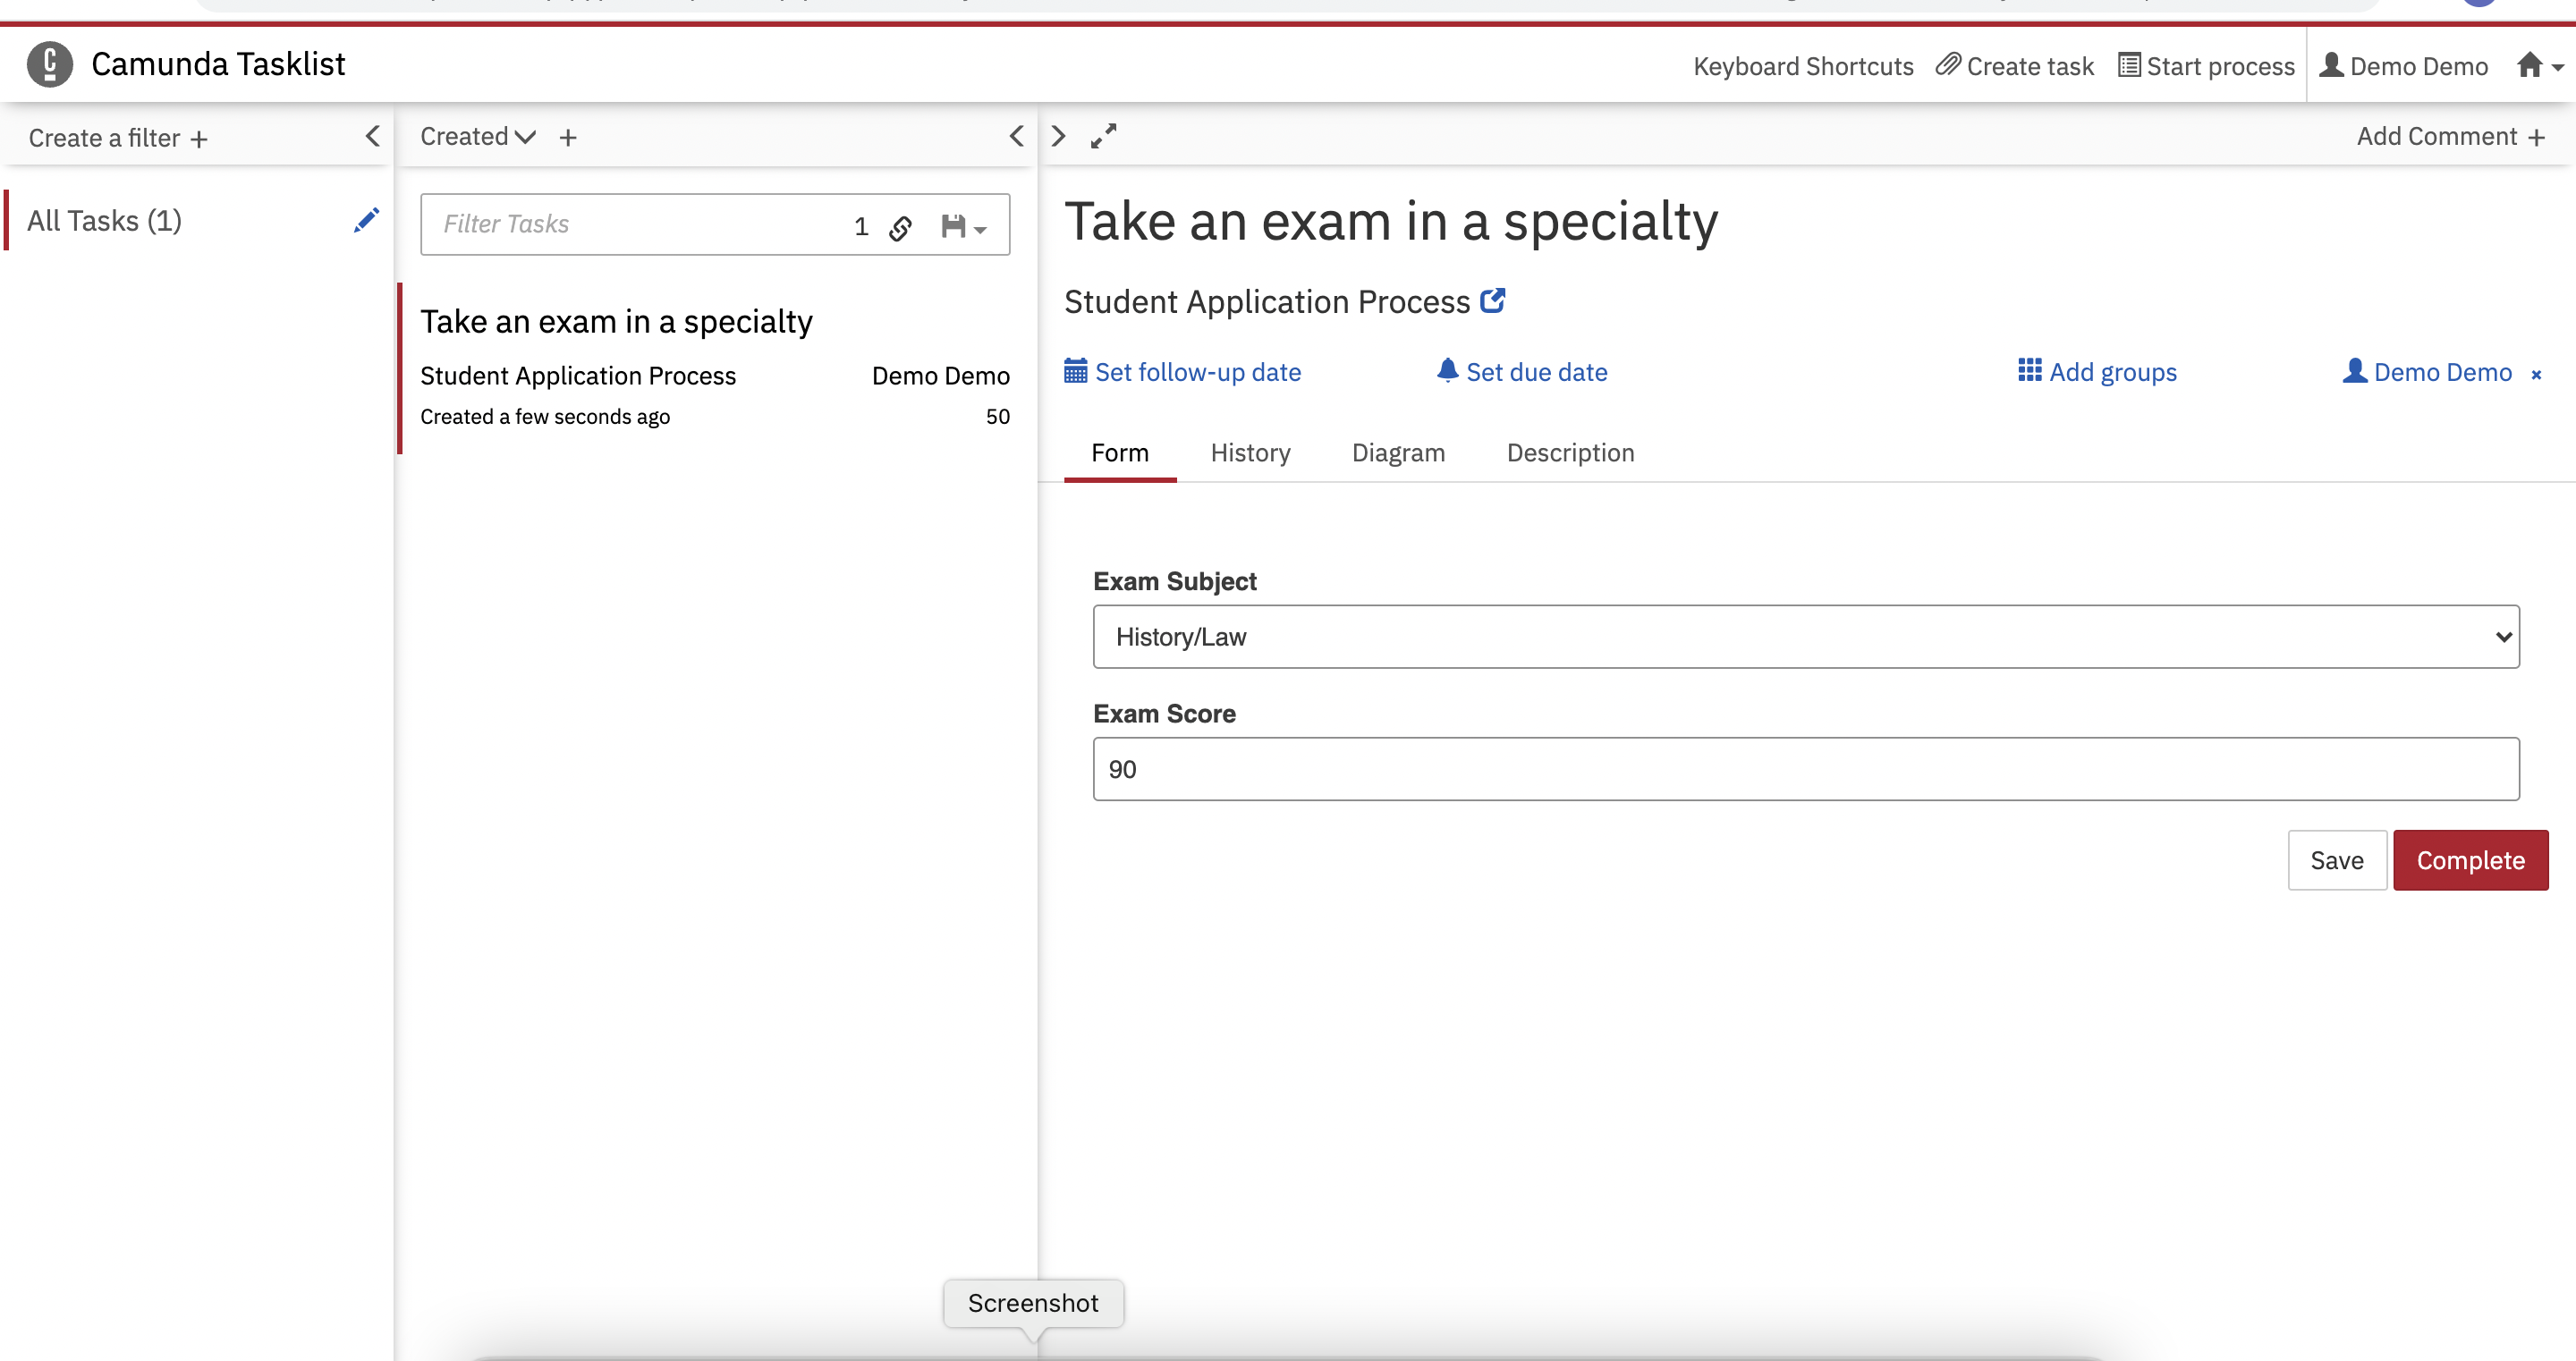 Camunda Tasklist
Keyboard Shortcuts Create task Start process Demo Demo
Create a filter +
Created +
Add Comment +
All Tasks (1)
Filter Tasks 1
Take an exam in a specialty
Student Application Process Demo Demo
Created a few seconds ago 50
Take an exam in a specialty
Student Application Process
Set follow-up date Set due date Add groups Demo Demo ×
Form History Diagram Description
Exam Subject
History/Law
Exam Score
90
Save Complete
Screenshot